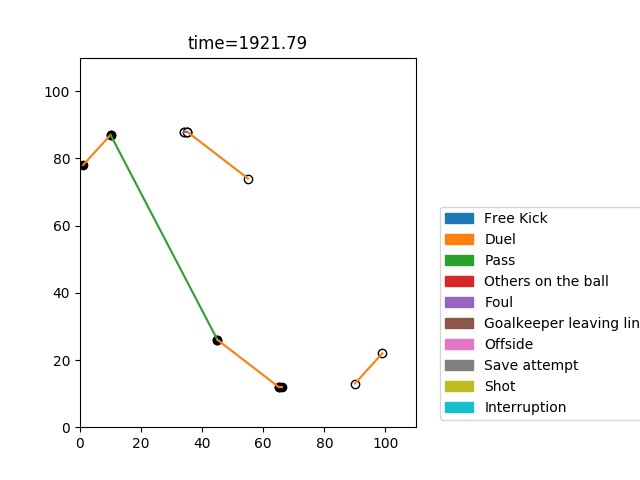 time=1921.79
100
80
60
40
20
0
0 20 40 60 80 100
Free Kick
Duel
Pass
Others on the ball
Foul
Goalkeeper leaving lin
Offside
Save attempt
Shot
Interruption